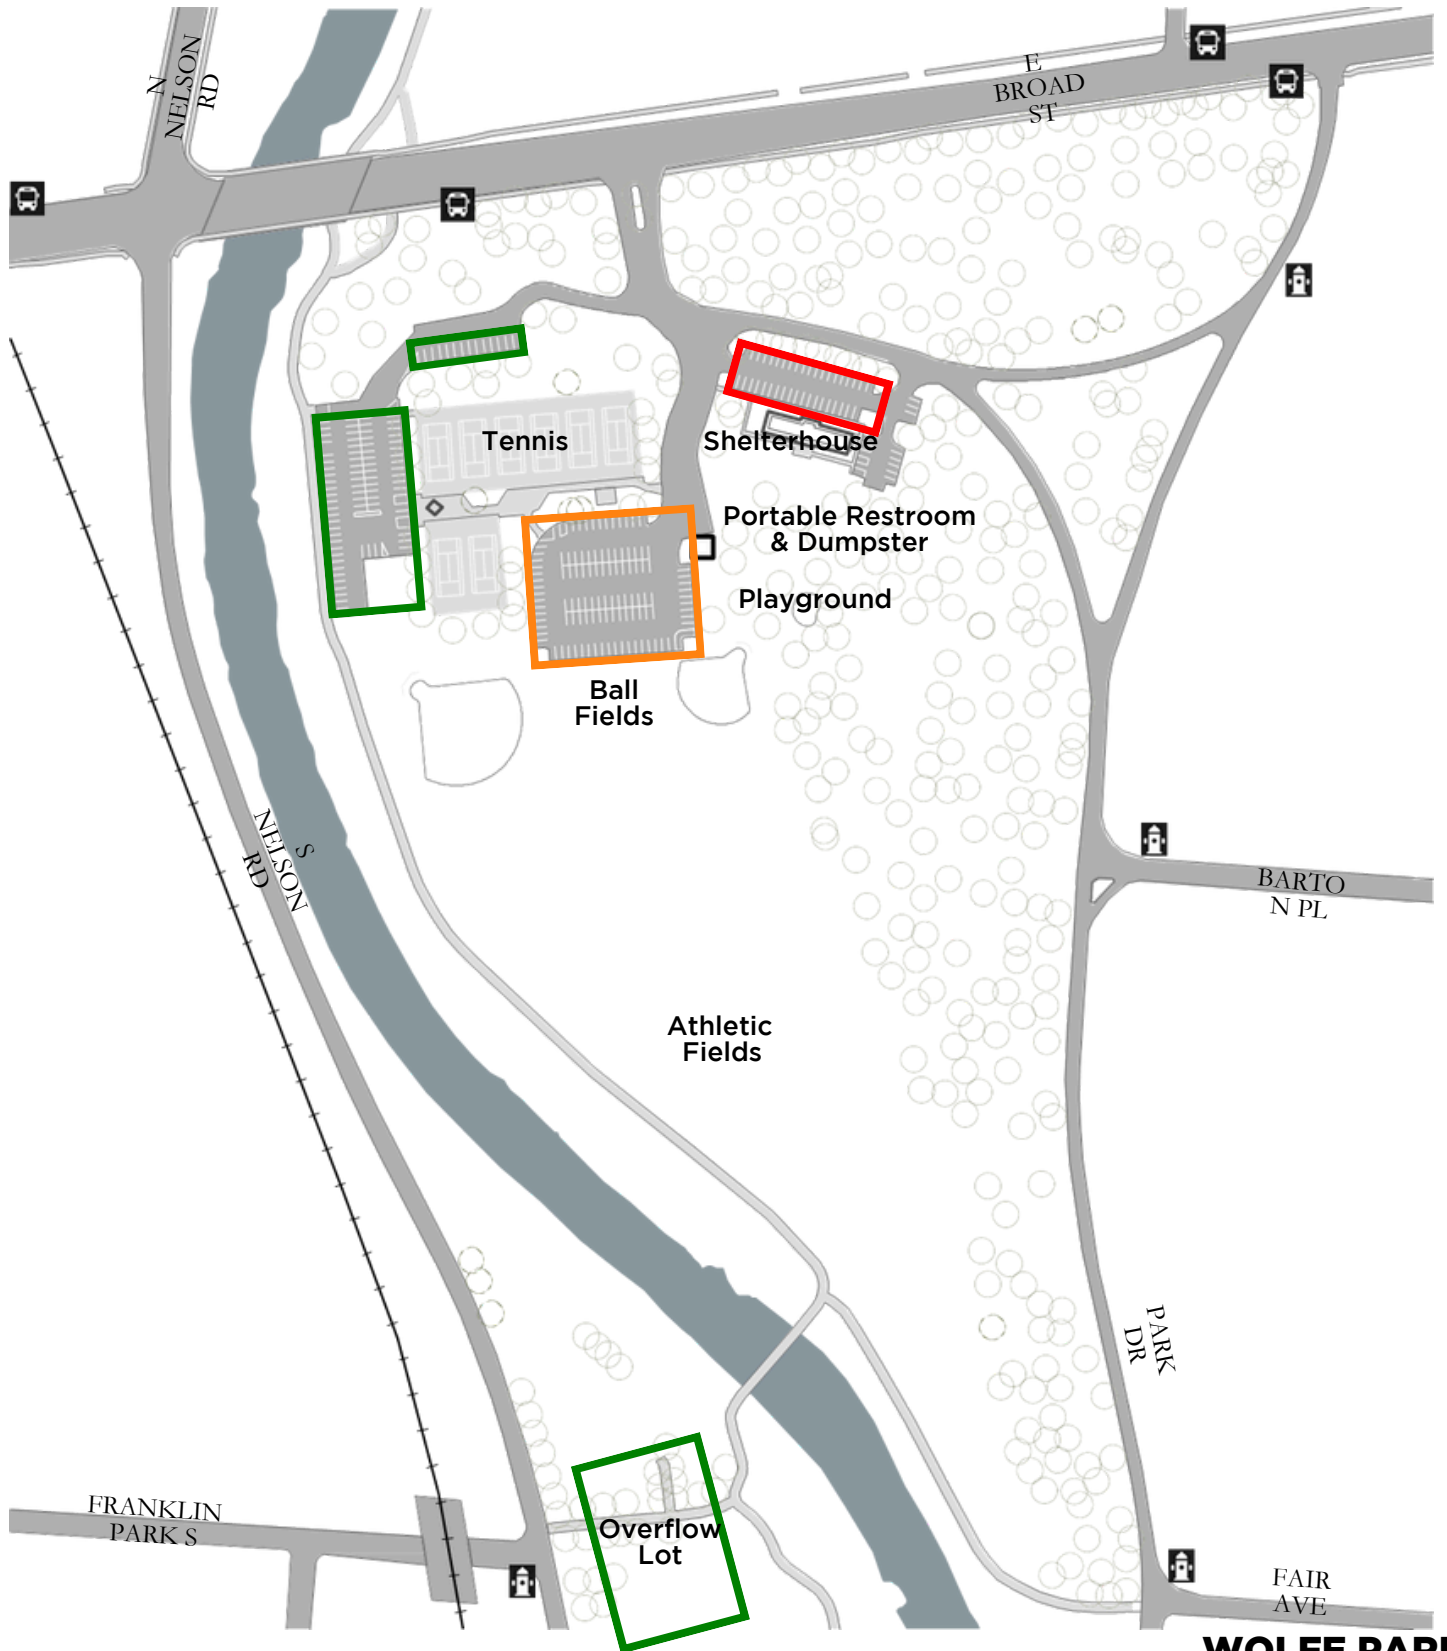 N
NELSON
RD
E
BROAD
ST
Tennis
Shelterhouse
Portable Restroom
& Dumpster
Playground
Ball
Fields
S
NELSON
RD
BARTO
N PL
Athletic
Fields
PARK
DR
FRANKLIN
PARK S
Overflow
Lot
FAIR
AVE